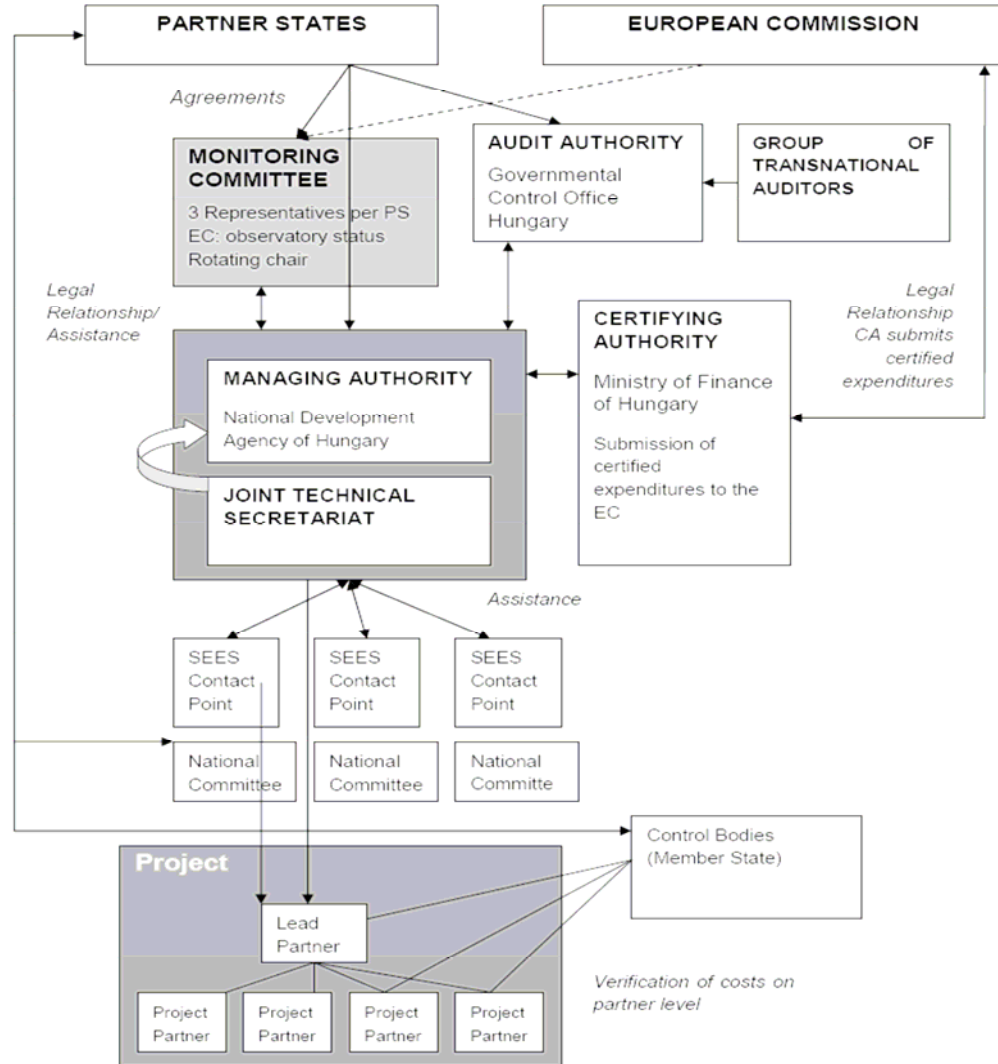 PARTNER STATES
EUROPEAN COMMISSION
Agreements
MONITORING
COMMITTEE
3 Representatives per PS
EC: observatory status
Rotating chair
AUDIT AUTHORITY
Governmental
Control Office
Hungary
GROUP OF
TRANSNATIONAL
AUDITORS
Legal
Relationship/
Assistance
Legal
Relationship
CA submits
certified
expenditures
MANAGING AUTHORITY
National Development
Agency of Hungary
JOINT TECHNICAL
SECRETARIAT
CERTIFYING
AUTHORITY
Ministry of Finance
of Hungary
Submission of
certified
expenditures to the
EC
Assistance
SEES
Contact
Point
SEES
Contact
Point
SEES
Contact
Point
National
Committee
National
Committee
National
Committe
Control Bodies
(Member State)
Project
Lead
Partner
Project
Partner
Project
Partner
Project
Partner
Project
Partner
Verification of costs on
partner level